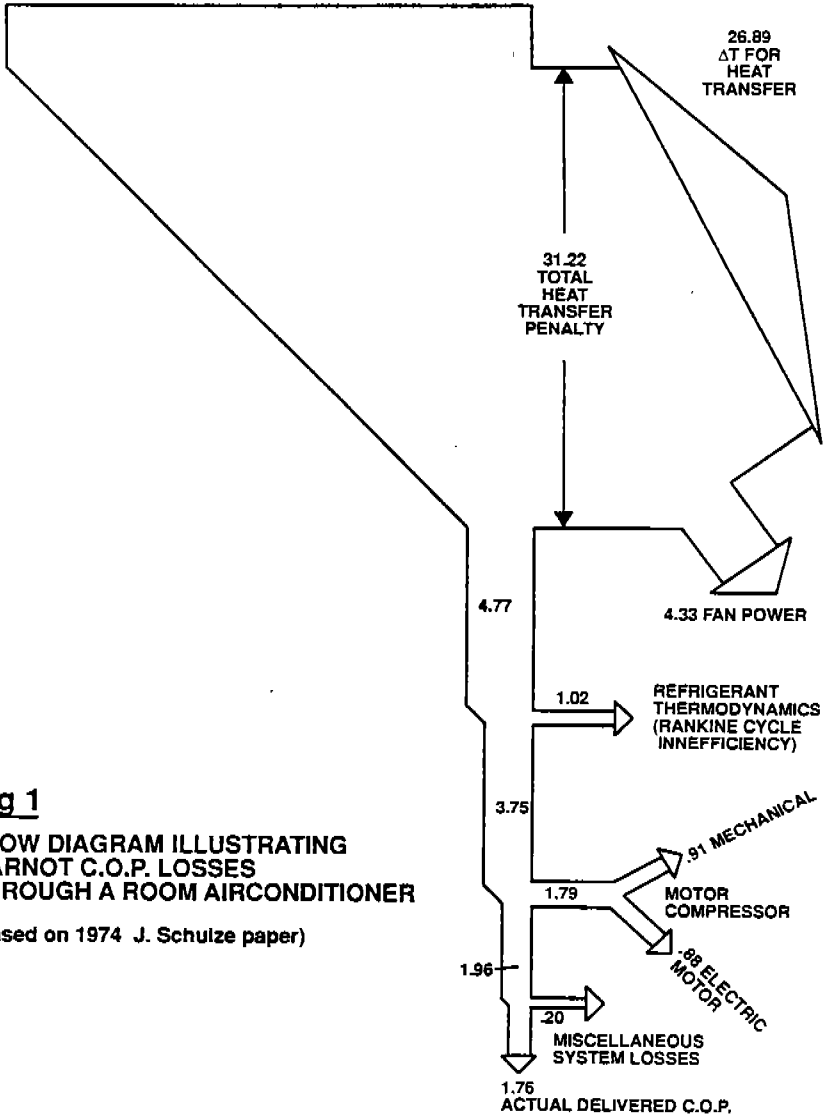 26.89
ΔT FOR
HEAT
TRANSFER
31.22
TOTAL
HEAT
TRANSFER
PENALTY
4.77
4.33 FAN POWER
1.02
REFRIGERANT
THERMODYNAMICS
(RANKINE CYCLE
INNEFFICIENCY)
3.75
g 1
OW DIAGRAM ILLUSTRATING
ARNOT C.O.P. LOSSES
ROUGH A ROOM AIRCONDITIONER
sed on 1974 J. Schulze paper)
.91 MECHANICAL
1.79
MOTOR
COMPRESSOR
.88 ELECTRIC
MOTOR
1.96
.20
MISCELLANEOUS
SYSTEM LOSSES
1.76
ACTUAL DELIVERED C.O.P.